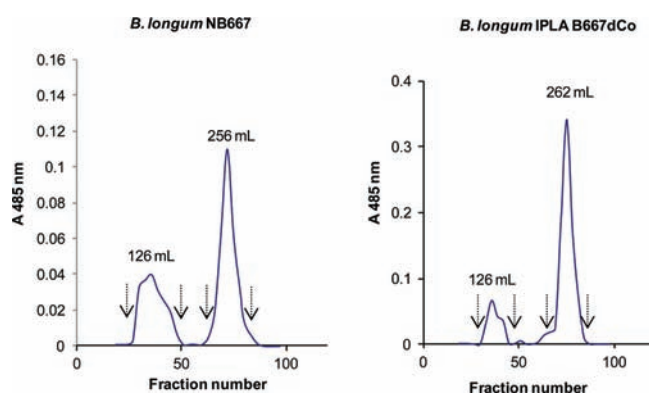 B. longum NB667
0.16
0.14
0.12
0.1
0.08
0.06
0.04
0.02
0
A 485 nm
126 mL
256 mL
0
50
100
Fraction number
B. longum IPLA B667dCo
0.4
0.3
0.2
0.1
0
A 485 nm
126 mL
262 mL
0
50
100
Fraction number